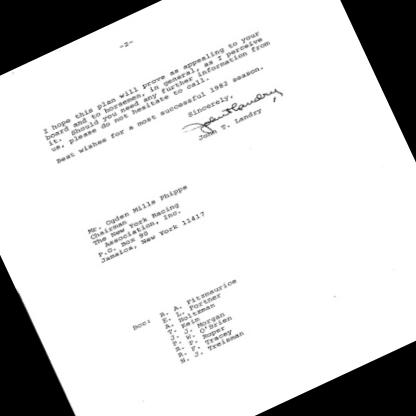 -2-
I hope this plan will prove as appealing to your
board and to horsemen, in general, as I perceive
it. Should you need any further information from
us, please do not hesitate to call.
Best wishes for a most successful 1982 season.
Sincerely,
John Landry
John T. Landry
Mr. Ogden Mills Phipps
Chairman
The New York Racing
Association, Inc.
P.O. Box 90
Jamaica, New York 11417
Bcc: R. A. Fitzmaurice
E. L. Fortner
A. Holtzman
T. Keim
J. J. Morgan
J. W. O'Brien
P. F. Roper
R. F. Tracey
N. J. Treisman